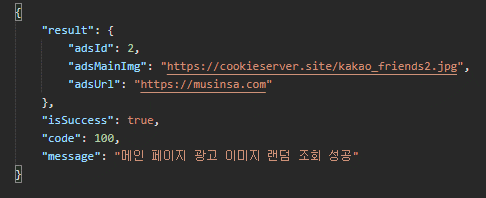 {
"result": {
"adsId": 2,
"adsMainImg": "https://cookieserver.site/kakao_friends2.jpg",
"adsUrl": "https://musinsa.com"
},
"isSuccess": true,
"code": 100,
"message": "메인 페이지 광고 이미지 랜덤 조회 성공"
}